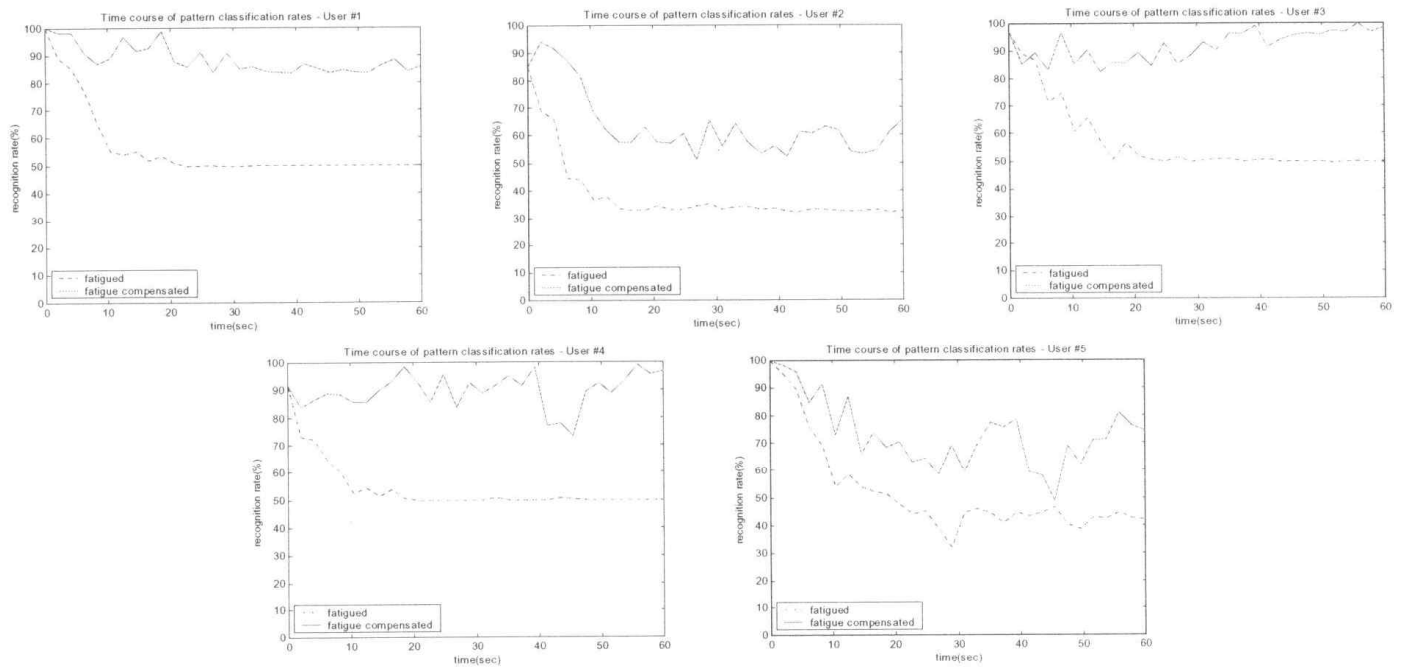 Time course of pattern classification rates - User #1
100
90
80
70
60
50
40
30
20
10
0
recognition rate(%)
fatigued
fatigue compensated
0 10 20 30 40 50 60
time(sec)
Time course of pattern classification rates - User #2
100
90
80
70
60
50
40
30
20
10
0
recognition rate(%)
fatigued
fatigue compensated
0 10 20 30 40 50 60
time(sec)
Time course of pattern classification rates - User #3
100
90
80
70
60
50
40
30
20
10
0
recognition rate(%)
fatigued
fatigue compensated
0 10 20 30 40 50 60
time(sec)
Time course of pattern classification rates - User #4
100
90
80
70
60
50
40
30
20
10
0
recognition rate(%)
fatigued
fatigue compensated
0 10 20 30 40 50 60
time(sec)
Time course of pattern classification rates - User #5
100
90
80
70
60
50
40
30
20
10
0
recognition rate(%)
fatigued
fatigue compensated
0 10 20 30 40 50 60
time(sec)